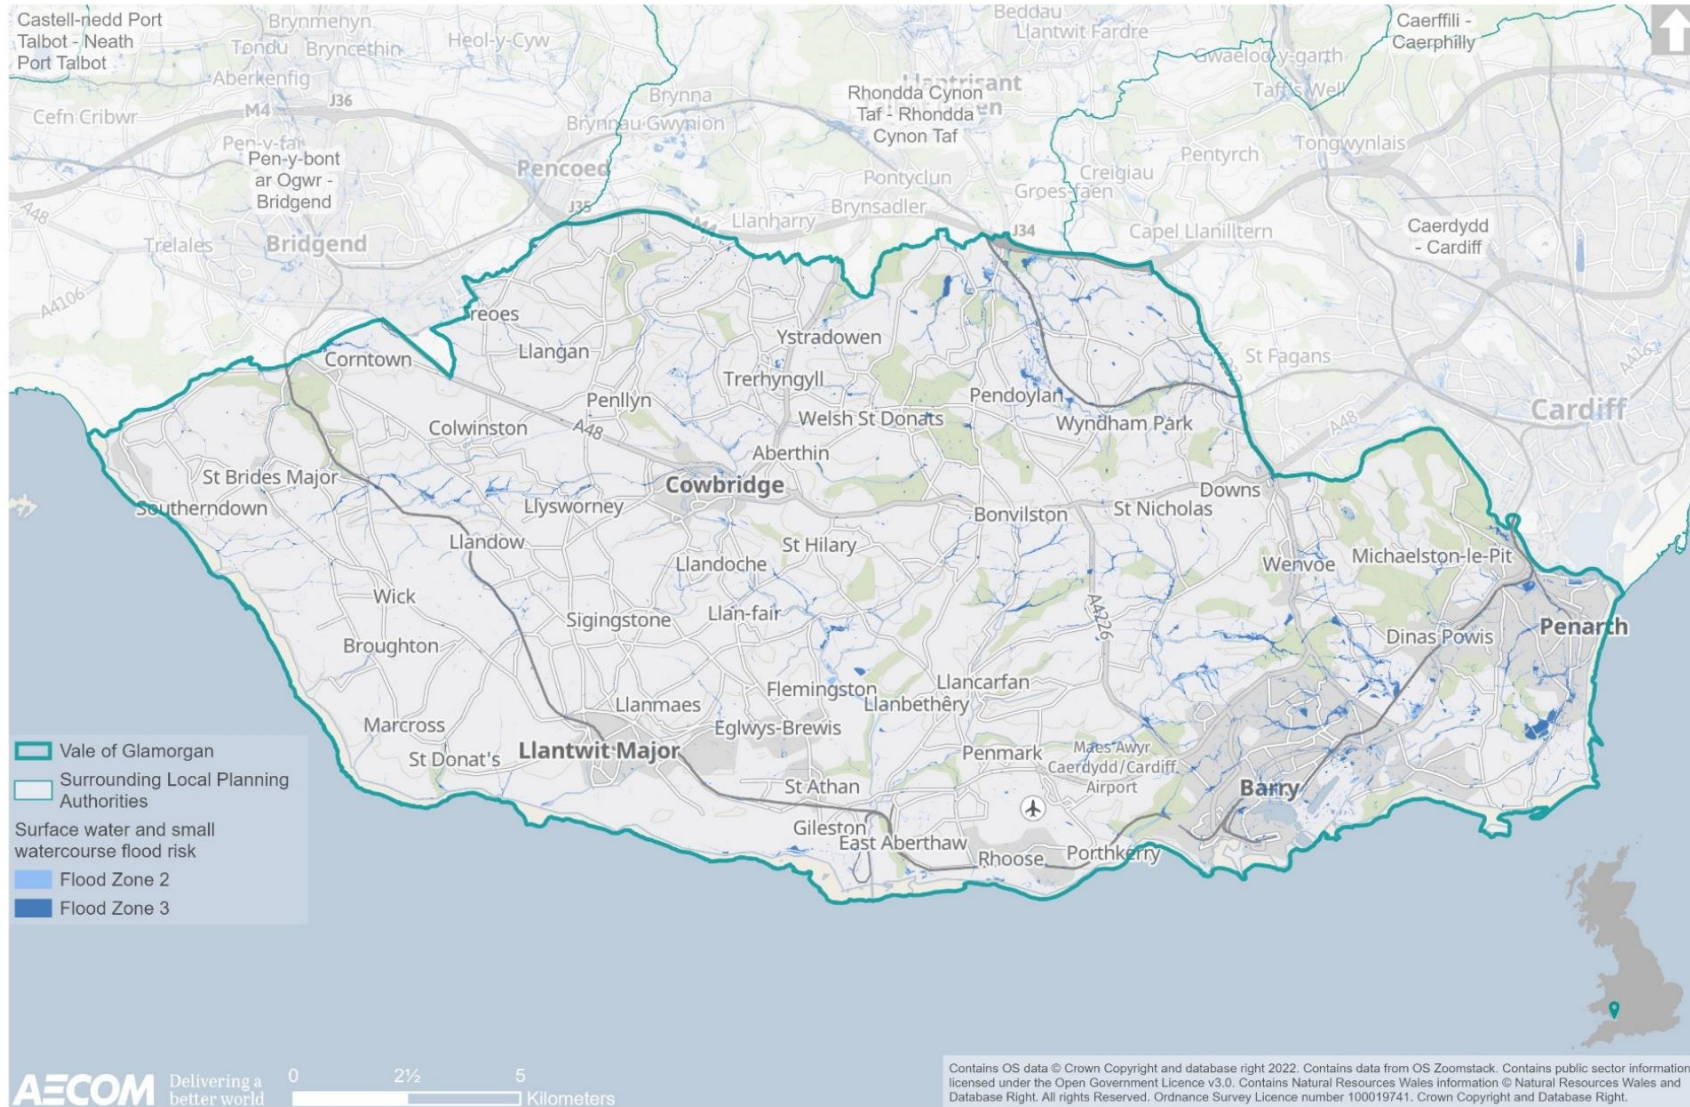 Castell-nedd Port
Talbot - Neath
Port Talbot
Brynmenyn
Tondu
Bryncethin
Heol-y-Cyw
Aberkenfig
Beddau
Llantwit Fardre
Caerffili -
Caerphilly
Gwaelod-y-garth
Taff's Well
Cefn Cribwr
M4
J36
Brynna
Brynnau Gwynion
Rhondda Cynon
Taf - Rhondda
Cynon Taf
Pen-y-fai
Pen-y-bont
ar Ogwr -
Bridgend
Pencoed
Tongwynlais
Pentyrch
Creigiau
Pontyclun
Groes-faen
Brynsadler
A48
J35
Llanharry
J34
Capel Llanilltern
Caerdydd
- Cardiff
Trelales
Bridgend
A4106
Treoes
Corntown
Llangan
Ystradowen
St Fagans
A4232
Trerhyngyll
Penllyn
Pendoylan
Cardiff
Colwinston
A48
Welsh St Donats
Wyndham Park
A48
Aberthin
St Brides Major
Cowbridge
Downs
Southerndown
Llysworney
Bonvilston
St Nicholas
Llandow
St Hilary
Llandoche
Wenvoe
Michaelston-le-Pit
Wick
Sigingstone
Llan-fair
A4226
Penarth
Dinas Powis
Broughton
Flemingston
Llancarfan
Llanbethêry
Llanmaes
Marcross
Eglwys-Brewis
St Donat's
Llantwit Major
Penmark
Maes Awyr
Caerdydd/Cardiff
Airport
St Athan
Barry
Gileston
East Aberthaw
Rhoose
Porthkerry
Vale of Glamorgan
Surrounding Local Planning
Authorities
Surface water and small
watercourse flood risk
Flood Zone 2
Flood Zone 3
AECOM
Delivering a
better world
0 2½ 5
Kilometers
Contains OS data © Crown Copyright and database right 2022. Contains data from OS Zoomstack. Contains public sector information
licensed under the Open Government Licence v3.0. Contains Natural Resources Wales information © Natural Resources Wales and
Database Right. All rights Reserved. Ordnance Survey Licence number 100019741. Crown Copyright and Database Right.